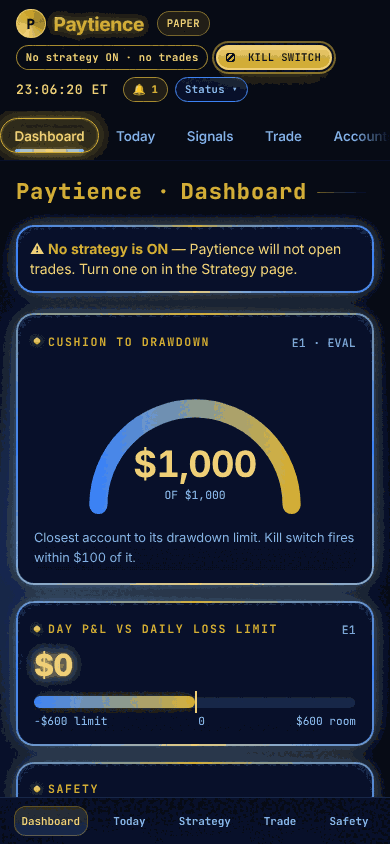 P Paytience PAPER
No strategy ON · no trades KILL SWITCH
23:06:20 ET 🔔 1 Status ▾
Dashboard Today Signals Trade Account
Paytience · Dashboard
⚠ No strategy is ON — Paytience will not open
trades. Turn one on in the Strategy page.
CUSHION TO DRAWDOWN E1 · EVAL
$1,000
OF $1,000
Closest account to its drawdown limit. Kill switch fires
within $100 of it.
DAY P&L VS DAILY LOSS LIMIT E1
$0
-$600 limit 0 $600 room
SAFETY
Dashboard Today Strategy Trade Safety